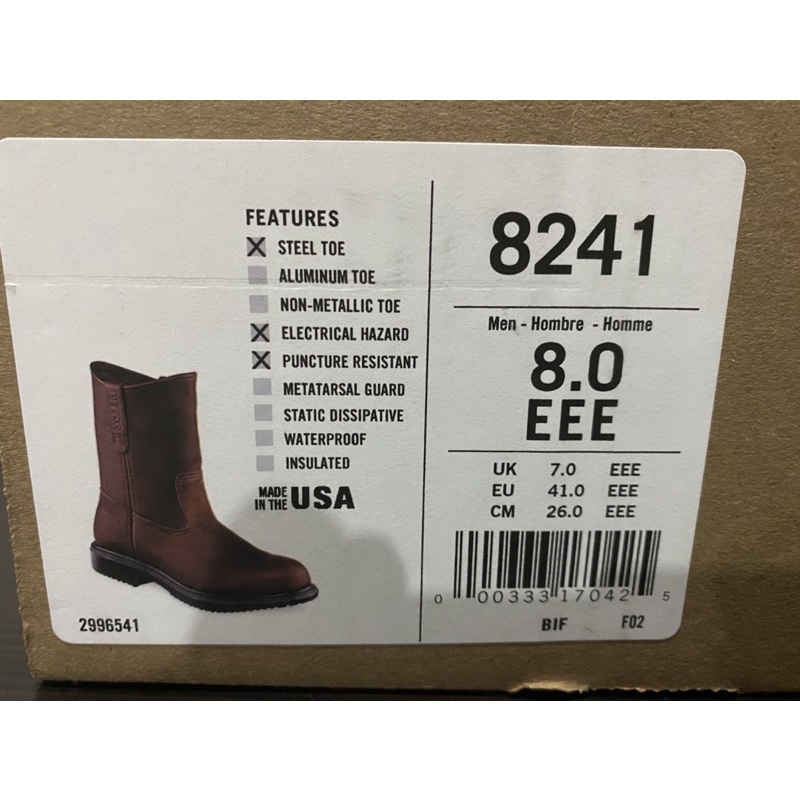 FEATURES
STEEL TOE
ALUMINUM TOE
NON-METALLIC TOE
ELECTRICAL HAZARD
PUNCTURE RESISTANT
METATARSAL GUARD
STATIC DISSIPATIVE
WATERPROOF
INSULATED
MADE IN THE USA
2996541
8241
Men - Hombre - Homme
8.0
EEE
UK 7.0 EEE
EU 41.0 EEE
CM 26.0 EEE
0 00333 17042 5
BIF F02